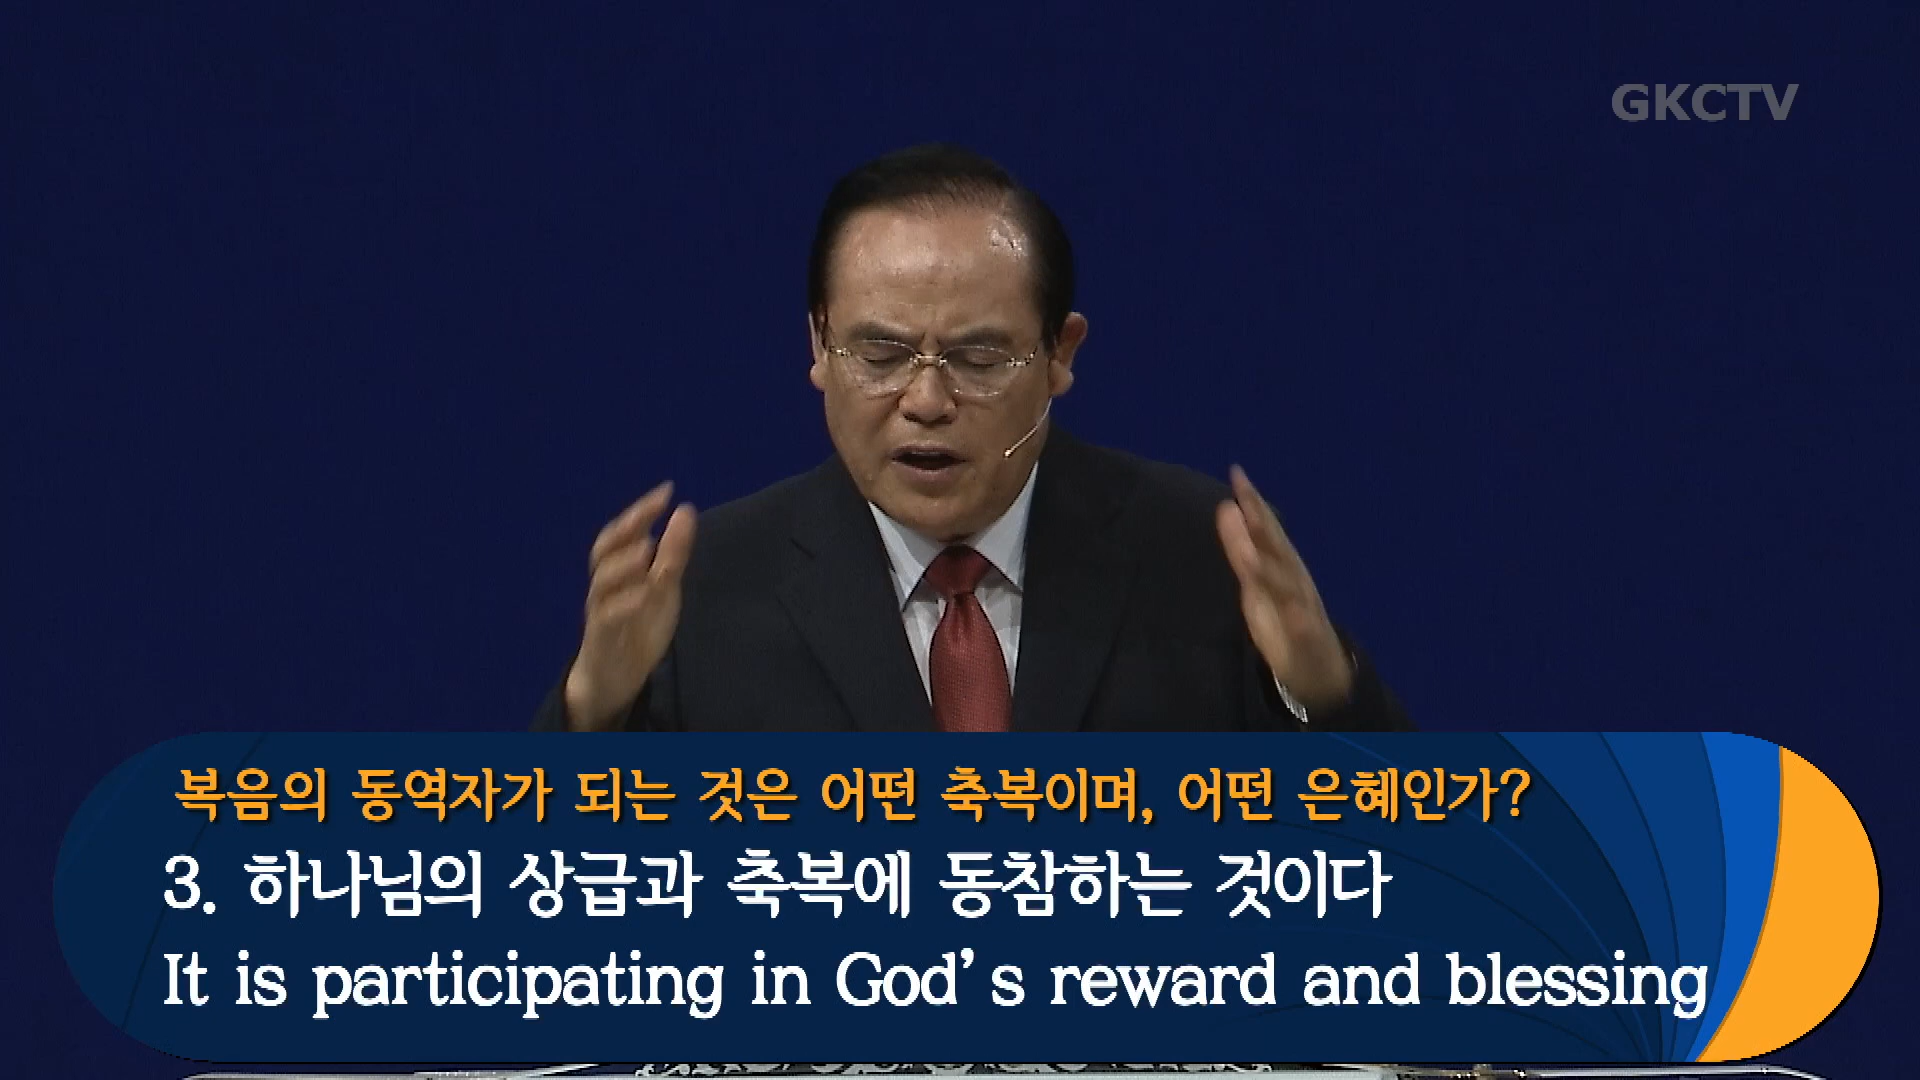 GKCTV
복음의 동역자가 되는 것은 어떤 축복이며, 어떤 은혜인가?
3. 하나님의 상급과 축복에 동참하는 것이다
It is participating in God's reward and blessing